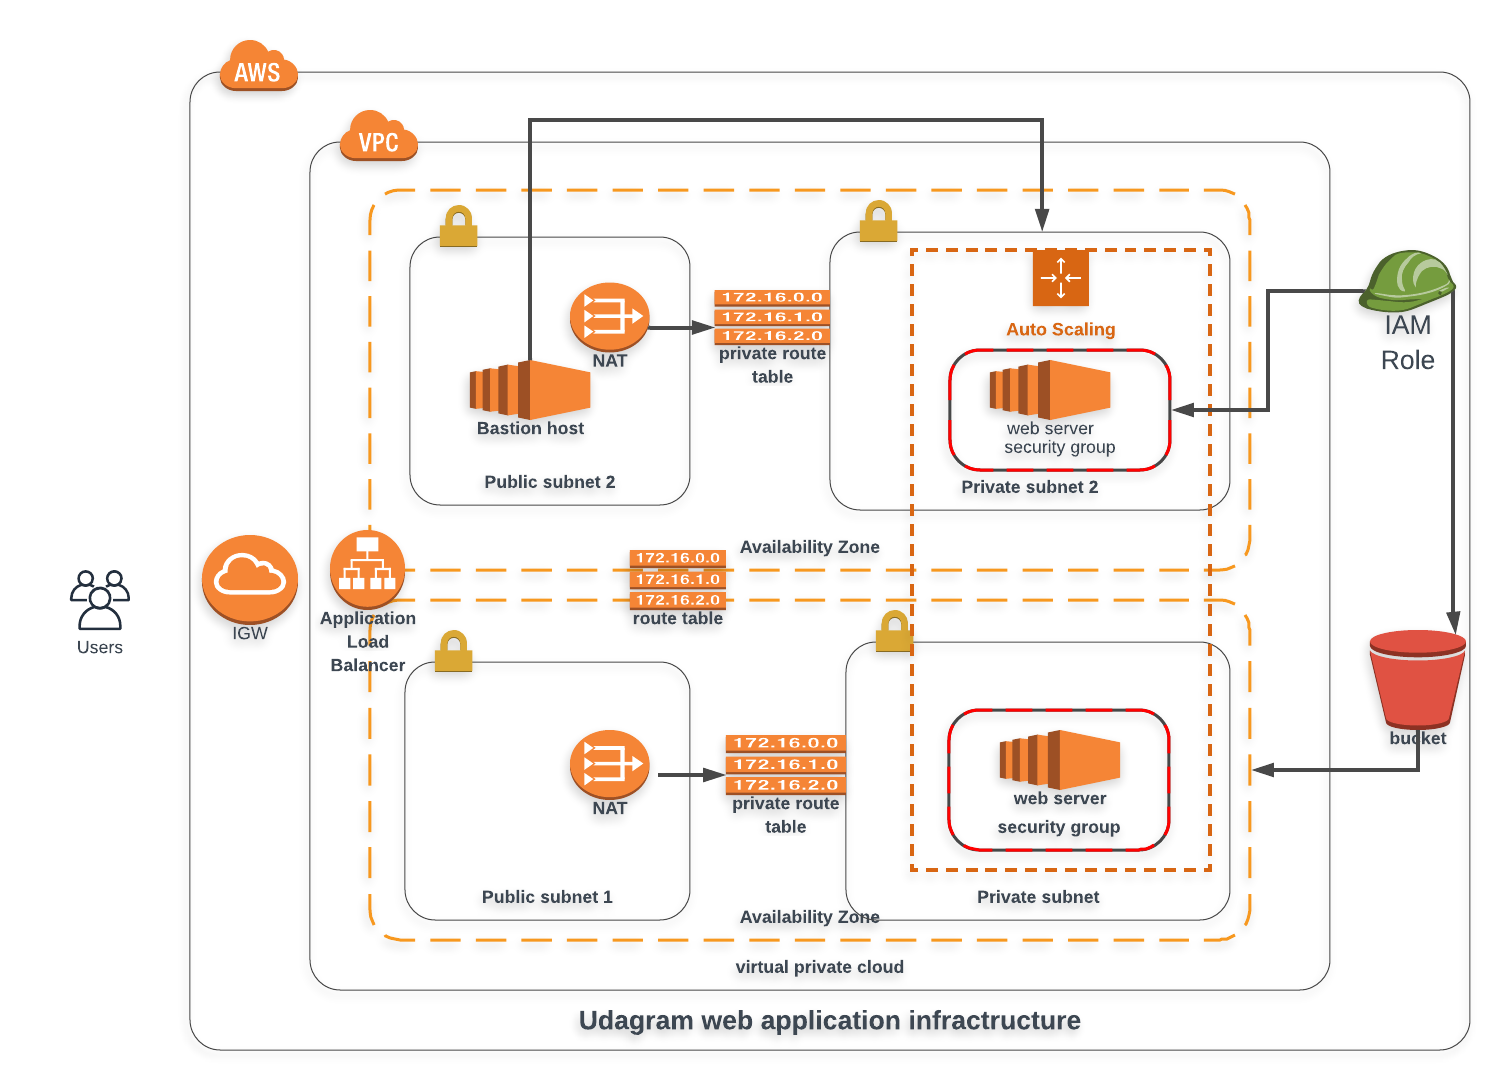 AWS
VPC
172.16.0.0
172.16.1.0
172.16.2.0
private route
table
NAT
Bastion host
Public subnet 2
Auto Scaling
web server
security group
Private subnet 2
IAM
Role
Availability Zone
172.16.0.0
172.16.1.0
172.16.2.0
route table
Users
IGW
Application
Load
Balancer
NAT
172.16.0.0
172.16.1.0
172.16.2.0
private route
table
web server
security group
bucket
Public subnet 1
Private subnet
Availability Zone
virtual private cloud
Udagram web application infractructure